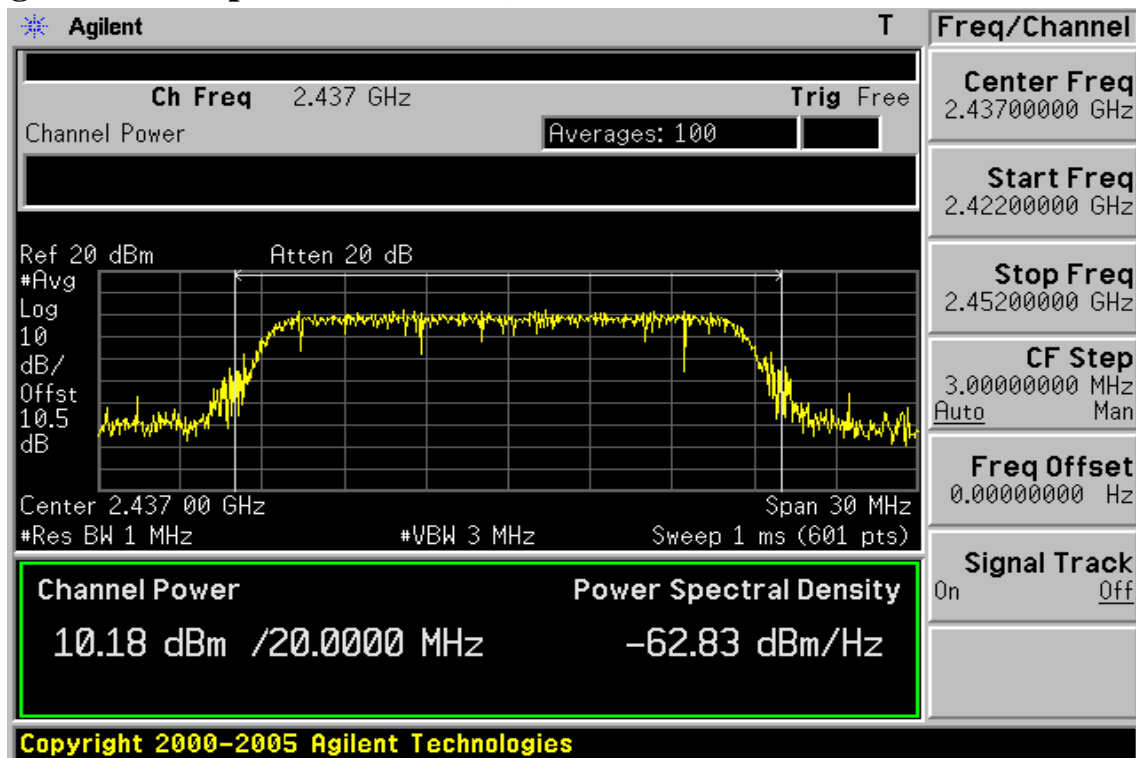 Agilent T Freq/Channel
Ch Freq 2.437 GHz Trig Free
Channel Power Averages: 100
Ref 20 dBm Atten 20 dB
#Avg
Log
10
dB/
Offst
10.5
dB
Center 2.437 00 GHz Span 30 MHz
#Res BW 1 MHz #VBW 3 MHz Sweep 1 ms (601 pts)
Channel Power Power Spectral Density
10.18 dBm /20.0000 MHz -62.83 dBm/Hz
Center Freq
2.43700000 GHz
Start Freq
2.42200000 GHz
Stop Freq
2.45200000 GHz
CF Step
3.00000000 MHz
Auto Man
Freq Offset
0.00000000 Hz
Signal Track
On Off
Copyright 2000-2005 Agilent Technologies